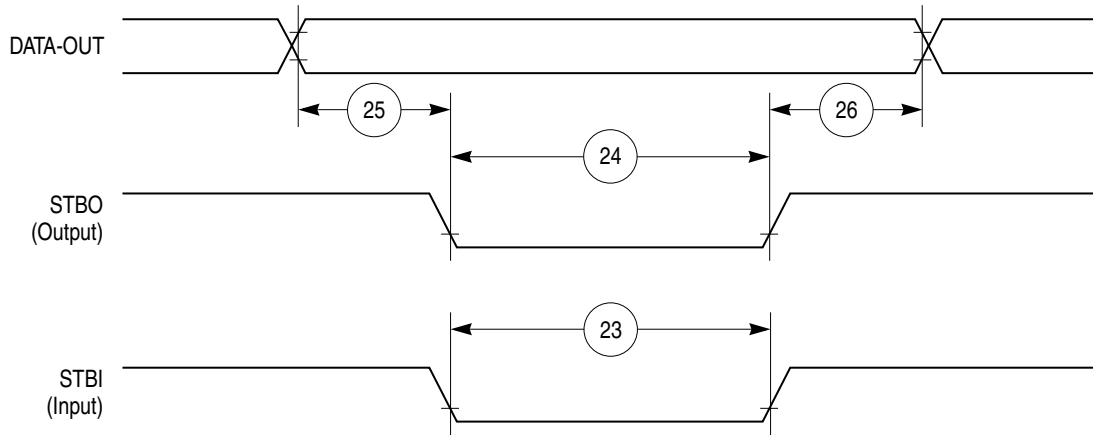 DATA-OUT
25
26
24
STBO
(Output)
23
STBI
(Input)